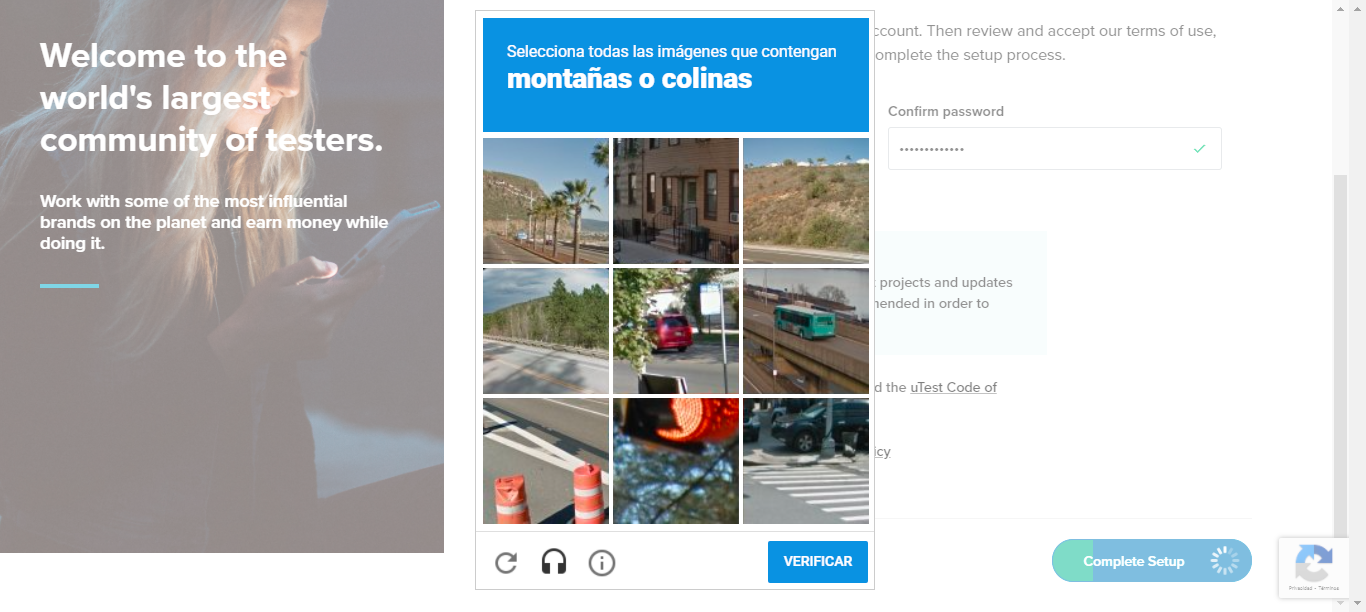 Welcome to the
world's largest
community of testers.
Work with some of the most influential
brands on the planet and earn money while
doing it.
Selecciona todas las imágenes que contengan
montañas o colinas
VERIFICAR
ccount. Then review and accept our terms of use,
omplete the setup process.
Confirm password
projects and updates
nended in order to
d the uTest Code of
icy
Complete Setup
Privacidad - Términos